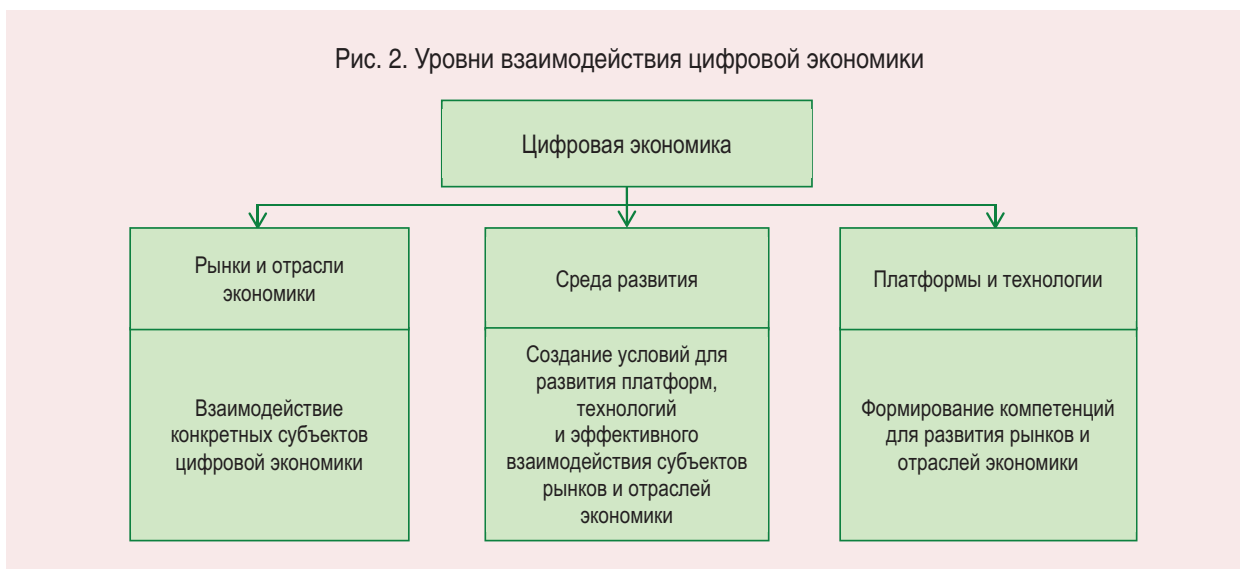 Рис. 2. Уровни взаимодействия цифровой экономики
Цифровая экономика
Рынки и отрасли
экономики
Среда развития
Платформы и технологии
Взаимодействие
конкретных субъектов
цифровой экономики
Создание условий для
развития платформ,
технологий
и эффективного
взаимодействия субъектов
рынков и отраслей
экономики
Формирование компетенций
для развития рынков и
отраслей экономики